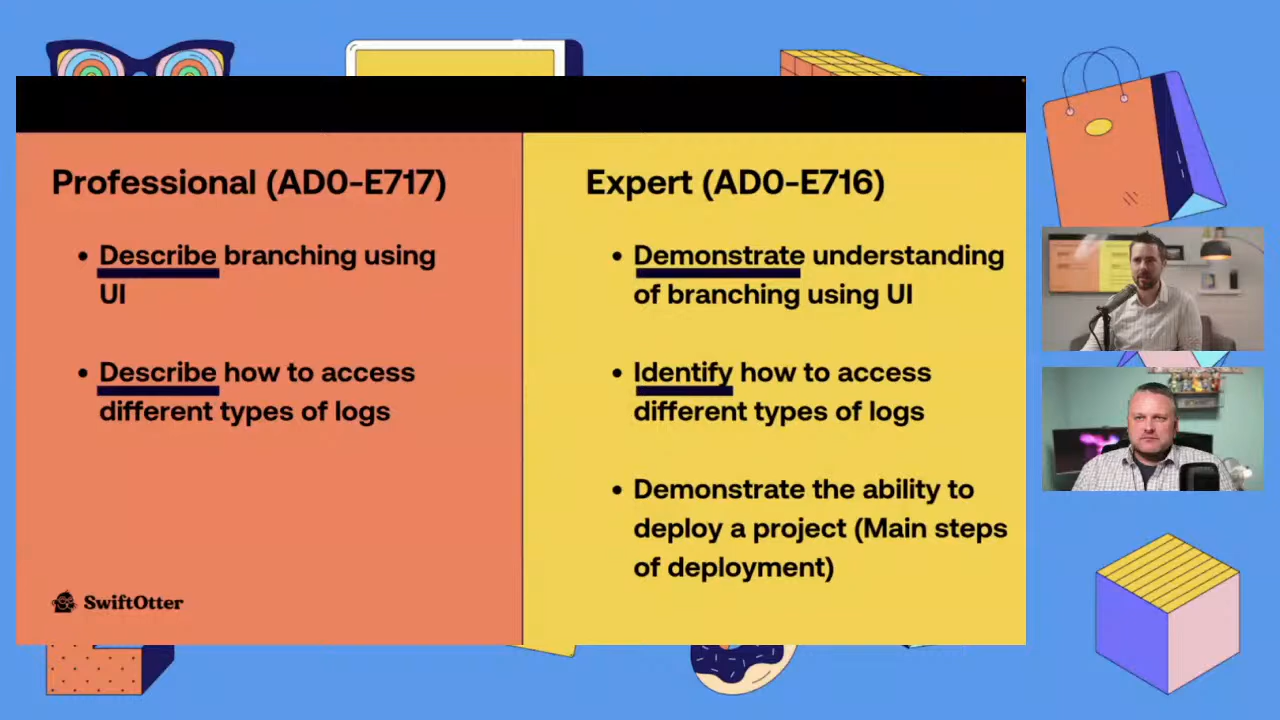 Professional (AD0-E717)
• Describe branching using
UI
• Describe how to access
different types of logs
SwiftOtter
Expert (AD0-E716)
• Demonstrate understanding
of branching using UI
• Identify how to access
different types of logs
• Demonstrate the ability to
deploy a project (Main steps
of deployment)